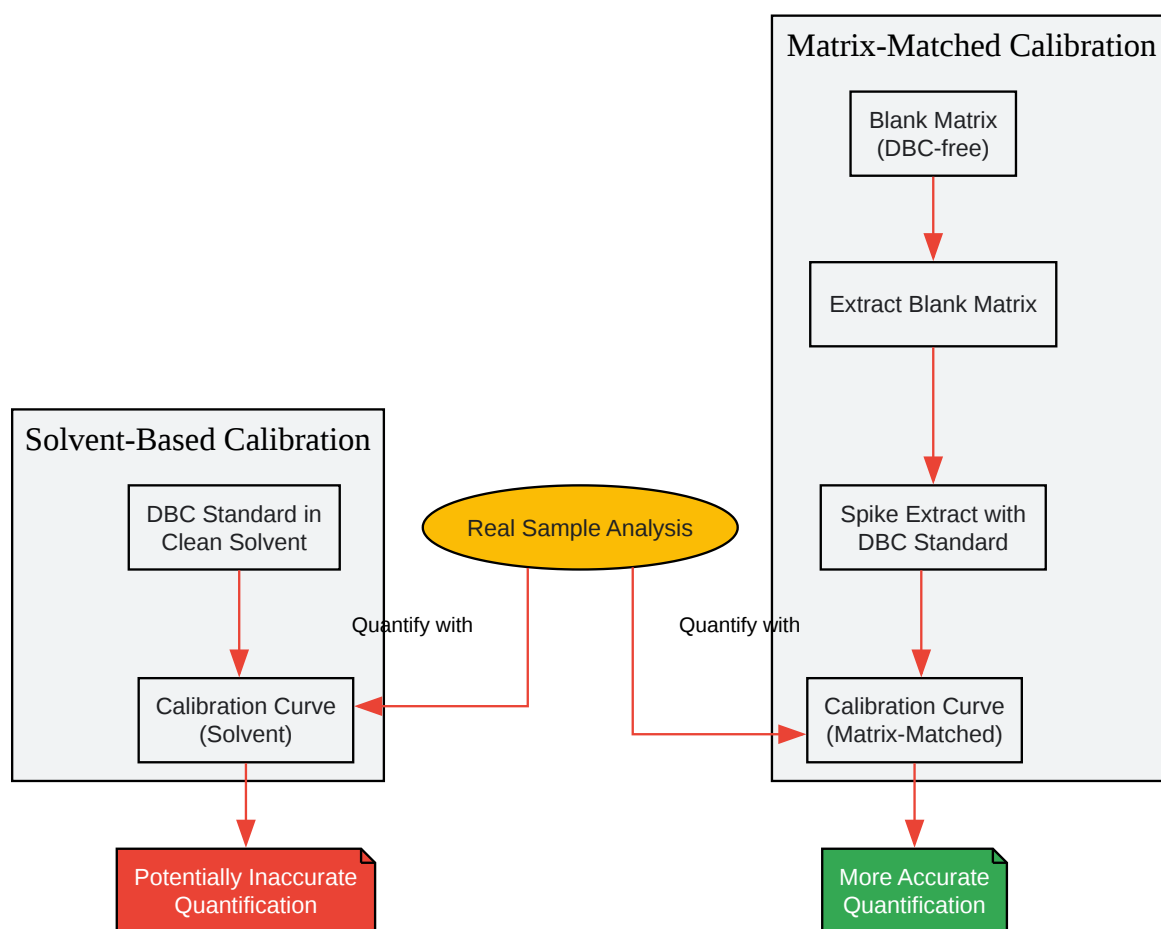 Matrix-Matched Calibration
Blank Matrix
(DBC-free)
Extract Blank Matrix
Solvent-Based Calibration
DBC Standard in
Clean Solvent
Real Sample Analysis
Spike Extract with
DBC Standard
Quantify with
Quantify with
Calibration Curve
(Solvent)
Calibration Curve
(Matrix-Matched)
Potentially Inaccurate
Quantification
More Accurate
Quantification